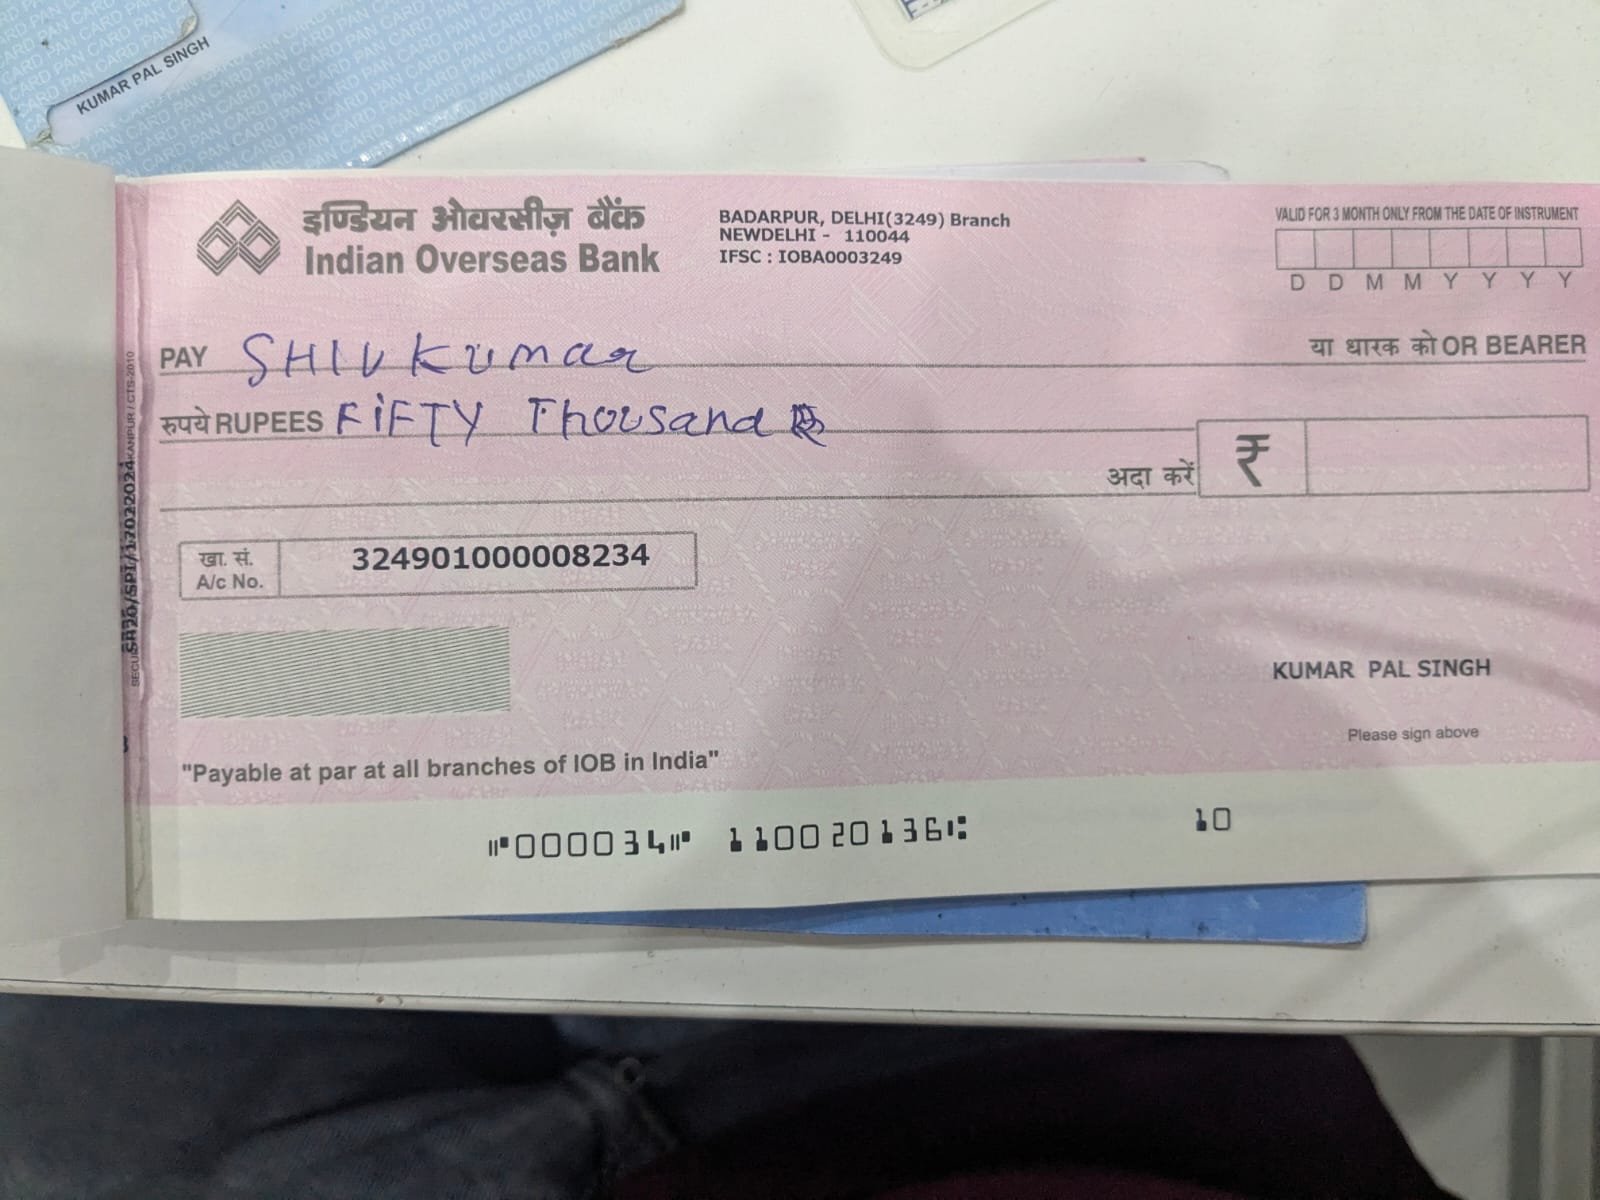 KUMAR PAL SINGH
इण्डियन ओवरसीज़ बैंक
Indian Overseas Bank
BADARPUR, DELHI(3249) Branch
NEWDELHI - 110044
IFSC : IOBA0003249
VALID FOR 3 MONTH ONLY FROM THE DATE OF INSTRUMENT
D D M M Y Y Y Y
PAY SHIV Kumar या धारक को OR BEARER
रुपये RUPEES FiFTY Thousand
अदा करें ₹
खा. सं.
A/c No.
324901000008234
KUMAR PAL SINGH
Please sign above
"Payable at par at all branches of IOB in India"
⑈000034⑈ 110020136⑆ 10
KANPUR / CTS-2010